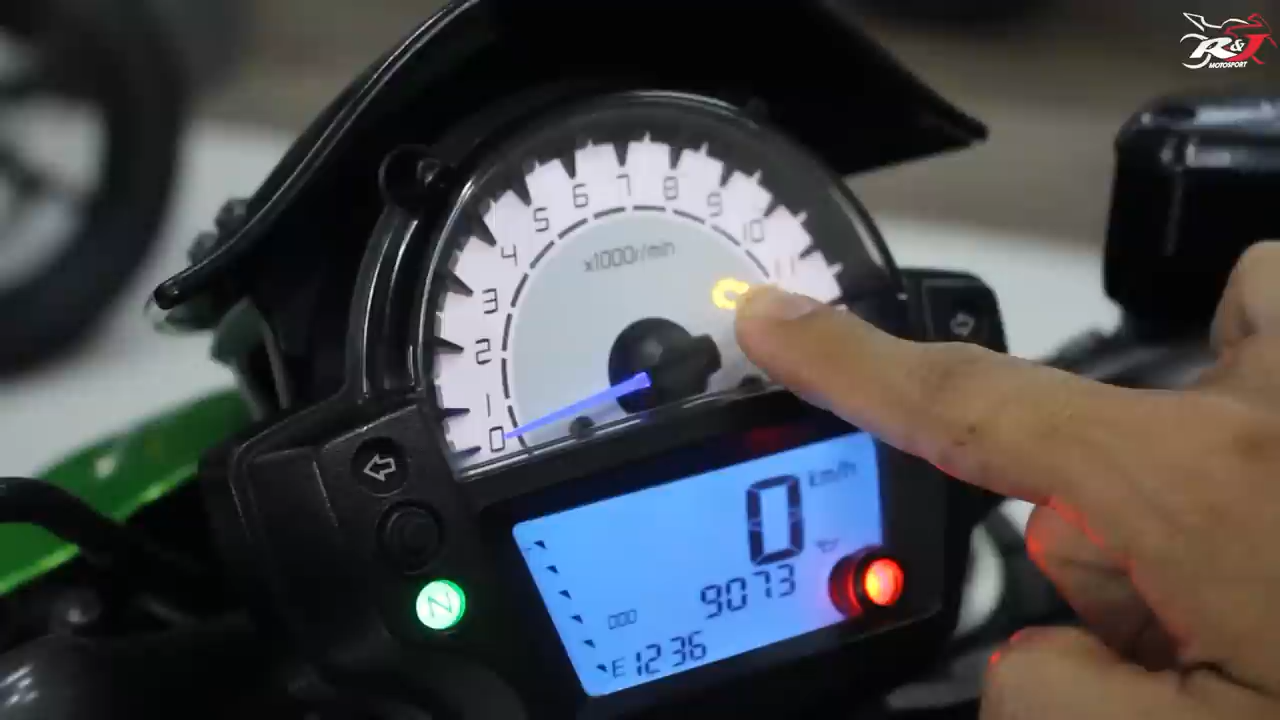 R&J
MOTOSPORT
0 1 2 3 4 5 6 7 8 9 10 11
x1000r/min
N
0 km/h
9073
ODO
E 12 36